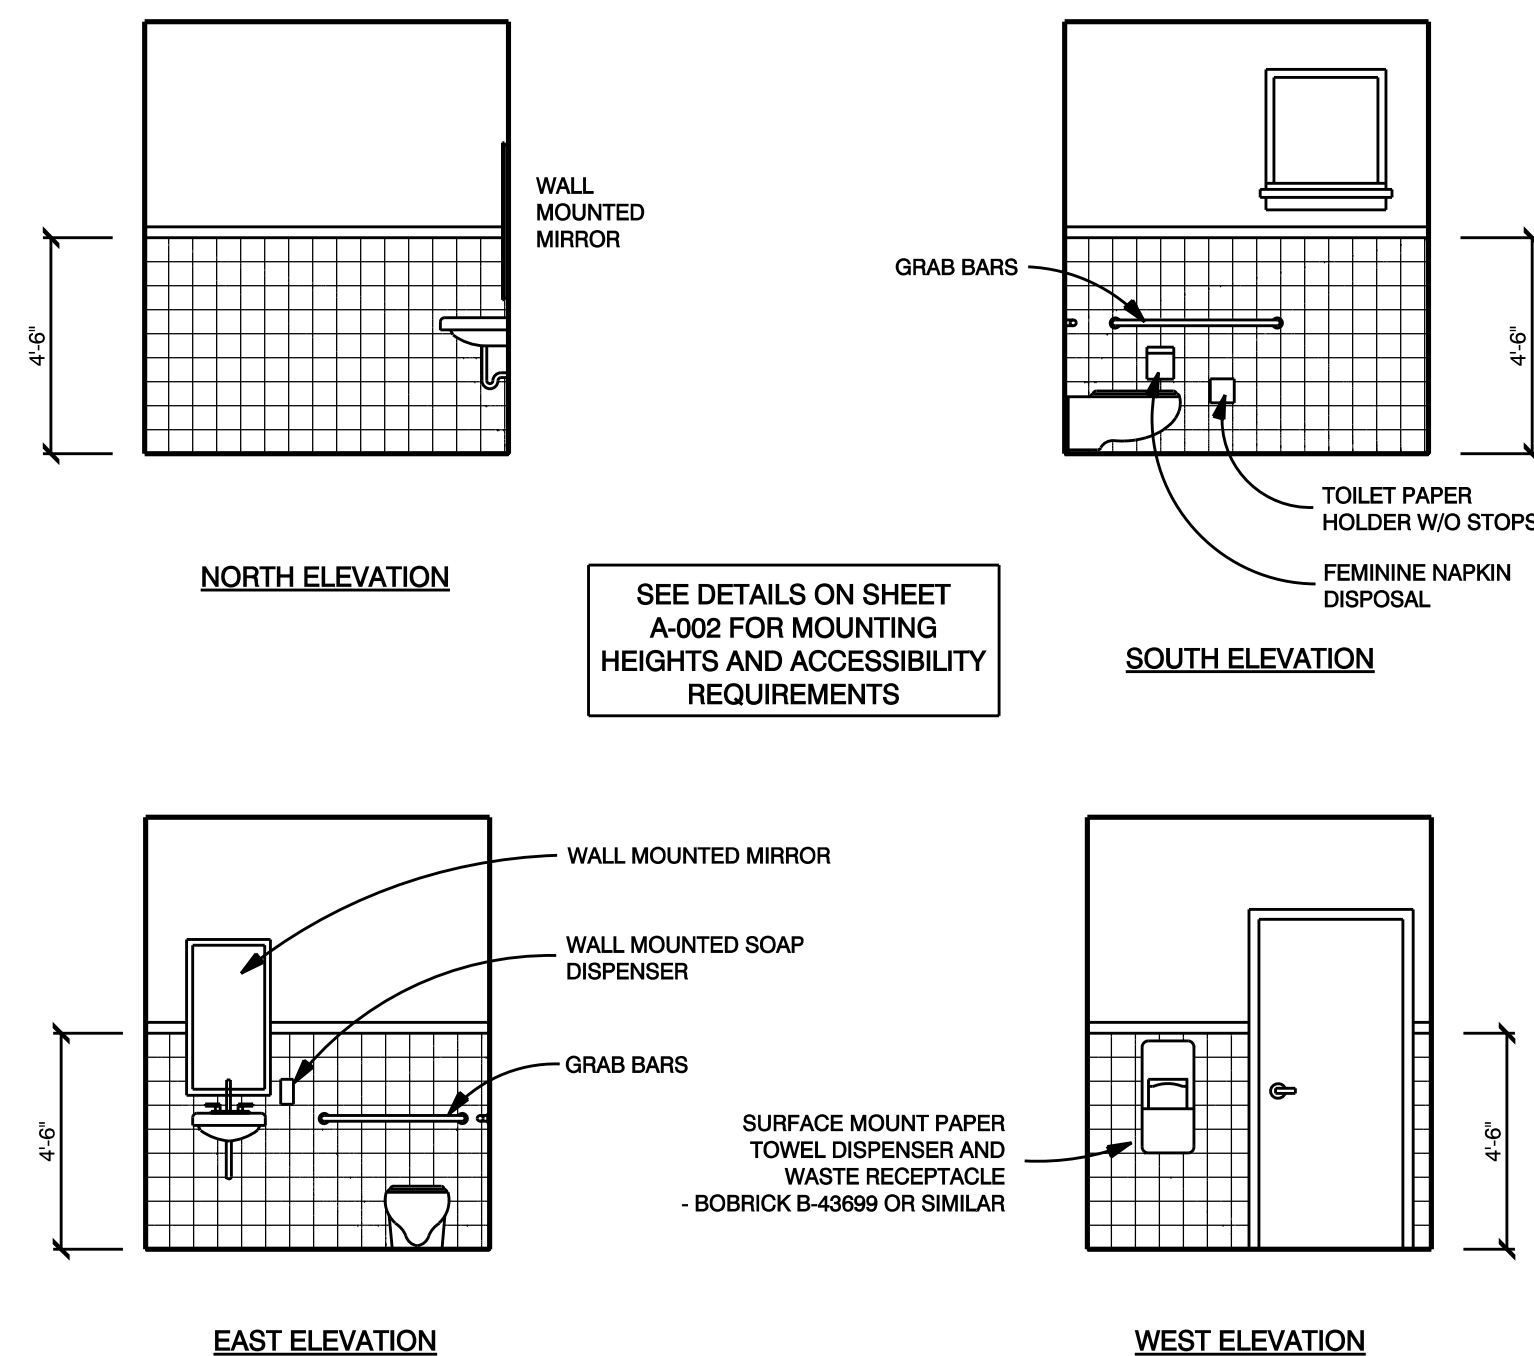 WALL
MOUNTED
MIRROR
4'-6"
NORTH ELEVATION
GRAB BARS
4'-6"
TOILET PAPER
HOLDER W/O STOPS
FEMININE NAPKIN
DISPOSAL
SOUTH ELEVATION
SEE DETAILS ON SHEET
A-002 FOR MOUNTING
HEIGHTS AND ACCESSIBILITY
REQUIREMENTS
WALL MOUNTED MIRROR
WALL MOUNTED SOAP
DISPENSER
GRAB BARS
4'-6"
EAST ELEVATION
SURFACE MOUNT PAPER
TOWEL DISPENSER AND
WASTE RECEPTACLE
- BOBRICK B-43699 OR SIMILAR
4'-6"
WEST ELEVATION